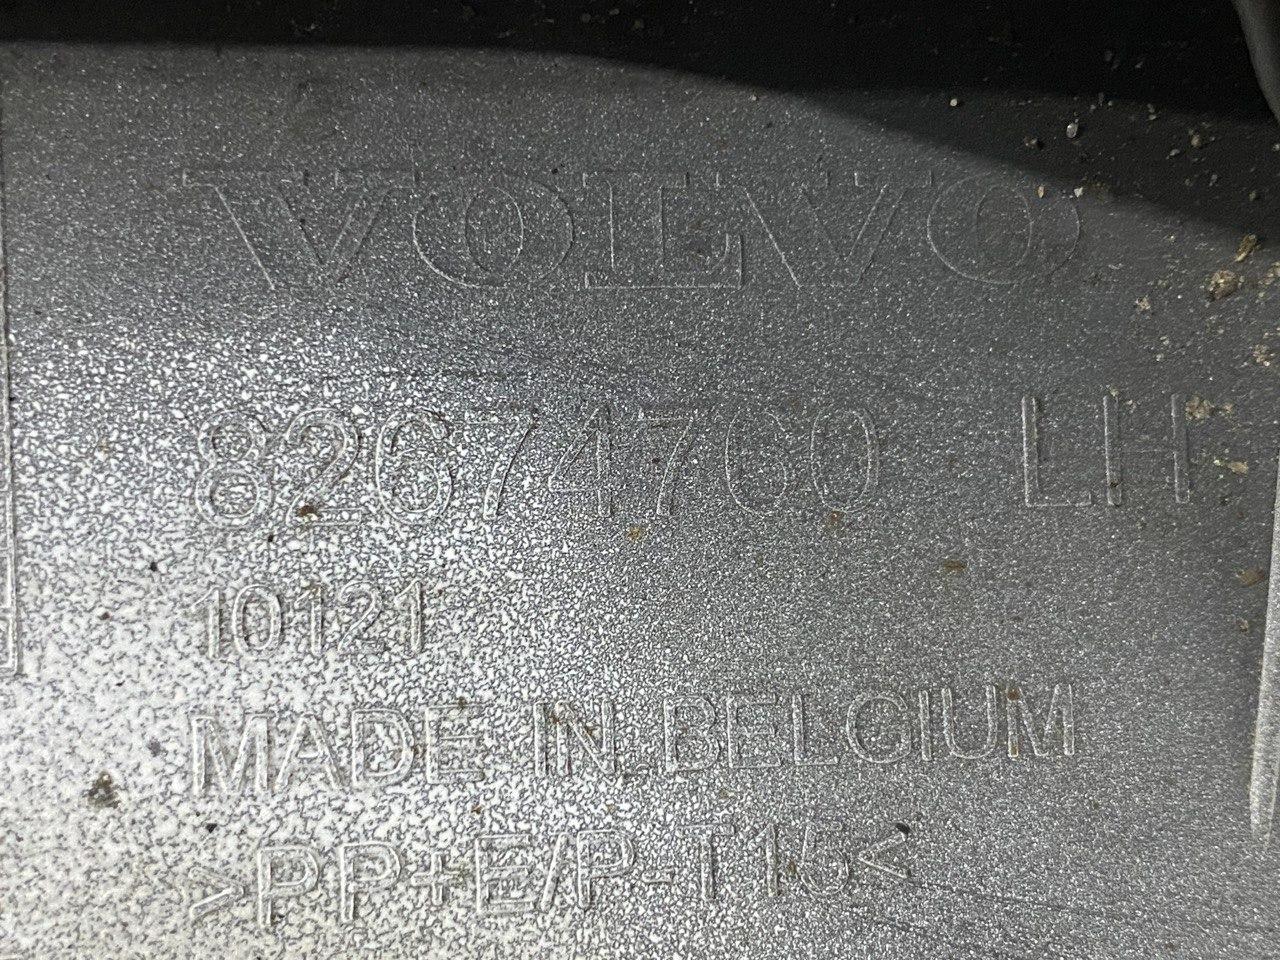 VOLVO
82674760 LH
10121
MADE IN BELGIUM
>PP+E/P-T15<